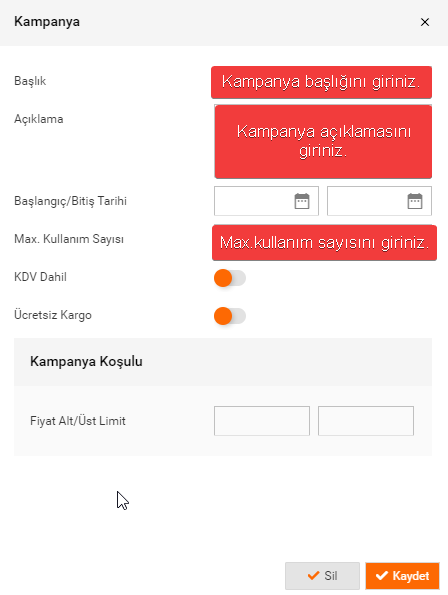 Kampanya
Başlık
Kampanya başlığını giriniz.
Açıklama
Kampanya açıklamasını
giriniz.
Başlangıç/Bitiş Tarihi
Max. Kullanım Sayısı
Max.kullanım sayısını giriniz.
KDV Dahil
Ücretsiz Kargo
Kampanya Koşulu
Fiyat Alt/Üst Limit
Sil
Kaydet